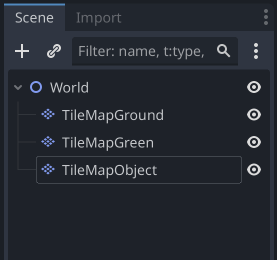 Scene Import
Filter: name, t:type,
World
TileMapGround
TileMapGreen
TileMapObject